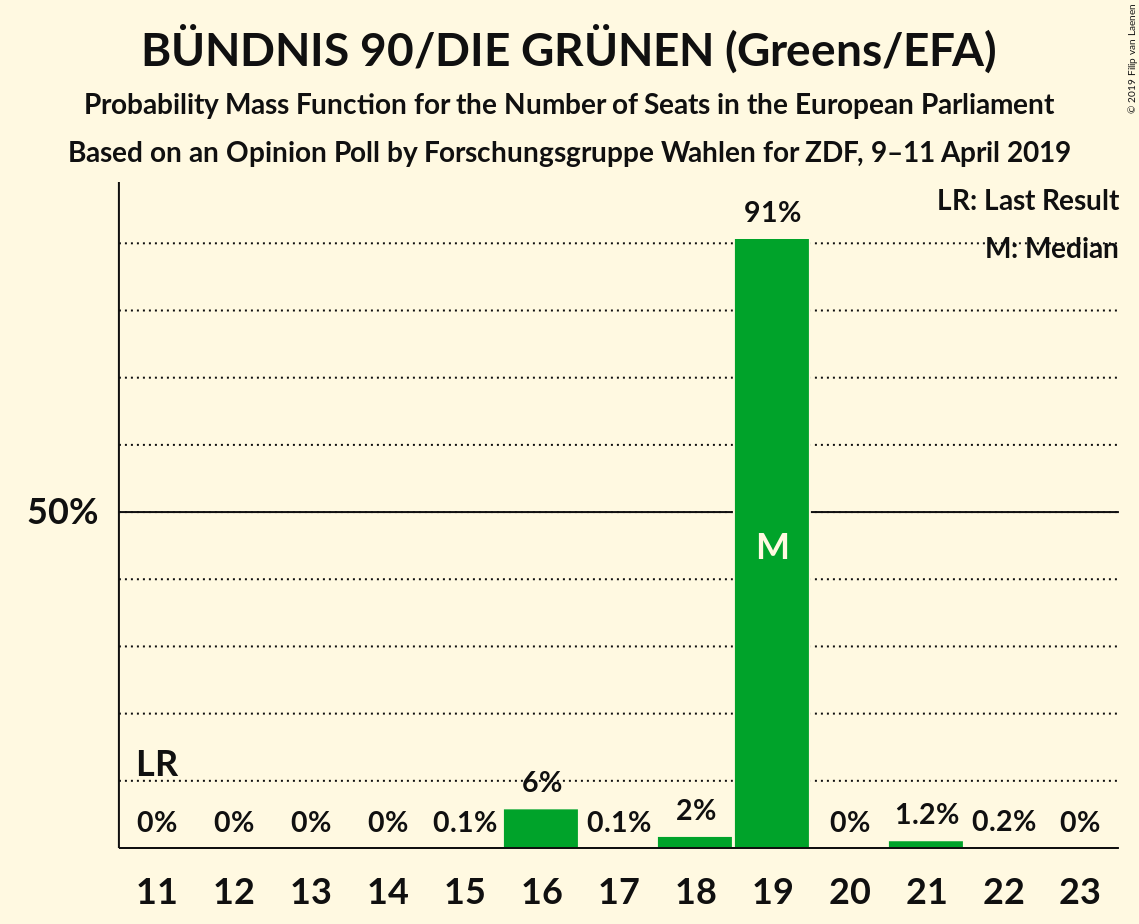 BÜNDNIS 90/DIE GRÜNEN (Greens/EFA)
Probability Mass Function for the Number of Seats in the European Parliament
Based on an Opinion Poll by Forschungsgruppe Wahlen for ZDF, 9–11 April 2019
© 2019 Filip van Laenen
LR: Last Result
M: Median
91%
50%
M
LR
0% 0% 0% 0% 0.1% 6% 0.1% 2% 0% 1.2% 0.2% 0%
11 12 13 14 15 16 17 18 19 20 21 22 23